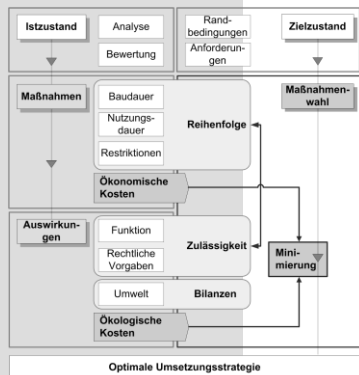 Istzustand
Analyse
Bewertung
Rand-
bedingungen
Anforderun-
gen
Zielzustand
Maßnahmen
Baudauer
Nutzungs-
dauer
Restriktionen
Reihenfolge
Maßnahmen-
wahl
Ökonomische
Kosten
Auswirkun-
gen
Funktion
Rechtliche
Vorgaben
Zulässigkeit
Mini-
mierung
Umwelt
Bilanzen
Ökologische
Kosten
Optimale Umsetzungsstrategie